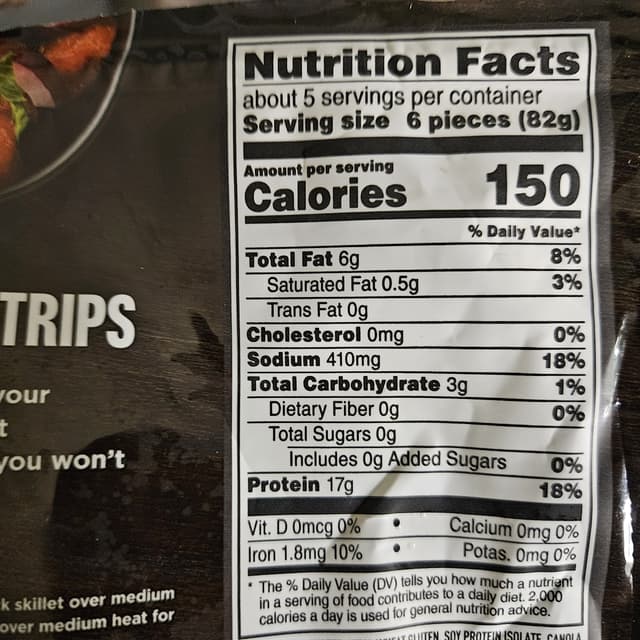 Nutrition Facts
about 5 servings per container
Serving size 6 pieces (82g)
Amount per serving
Calories 150
% Daily Value*
Total Fat 6g 8%
Saturated Fat 0.5g 3%
Trans Fat 0g
Cholesterol 0mg 0%
Sodium 410mg 18%
Total Carbohydrate 3g 1%
Dietary Fiber 0g 0%
Total Sugars 0g
Includes 0g Added Sugars 0%
Protein 17g 18%
Vit. D 0mcg 0% • Calcium 0mg 0%
Iron 1.8mg 10% • Potas. 0mg 0%
* The % Daily Value (DV) tells you how much a nutrient
in a serving of food contributes to a daily diet. 2,000
calories a day is used for general nutrition advice.
GLUTEN, SOY PROTEIN ISOLATE, CANOLA
TRIPS
your
t
you won't
k skillet over medium
over medium heat for